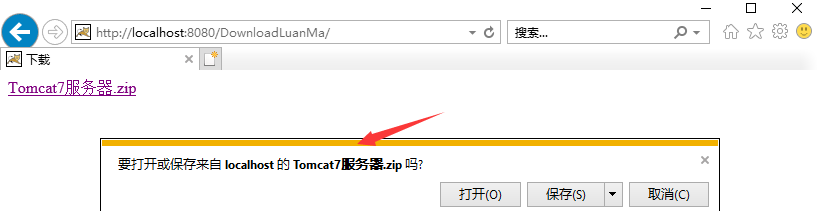 http://localhost:8080/DownloadLuanMa/
搜索...
下载
Tomcat7服务器.zip
要打开或保存来自 localhost 的 Tomcat7服务器.zip 吗?
打开(O) 保存(S) 取消(C)